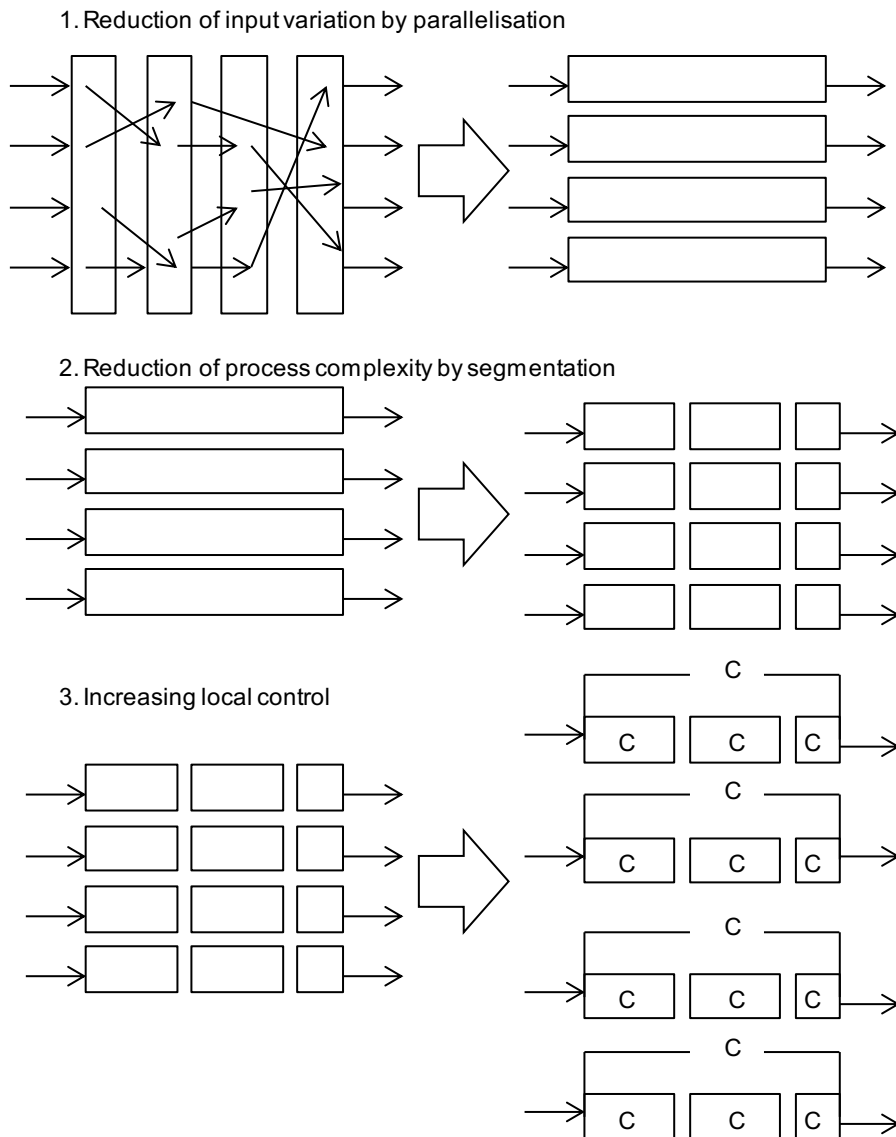 1. Reduction of input variation by parallelisation
2. Reduction of process complexity by segmentation
3. Increasing local control
C
C C C
C
C C C
C
C C C
C
C C C